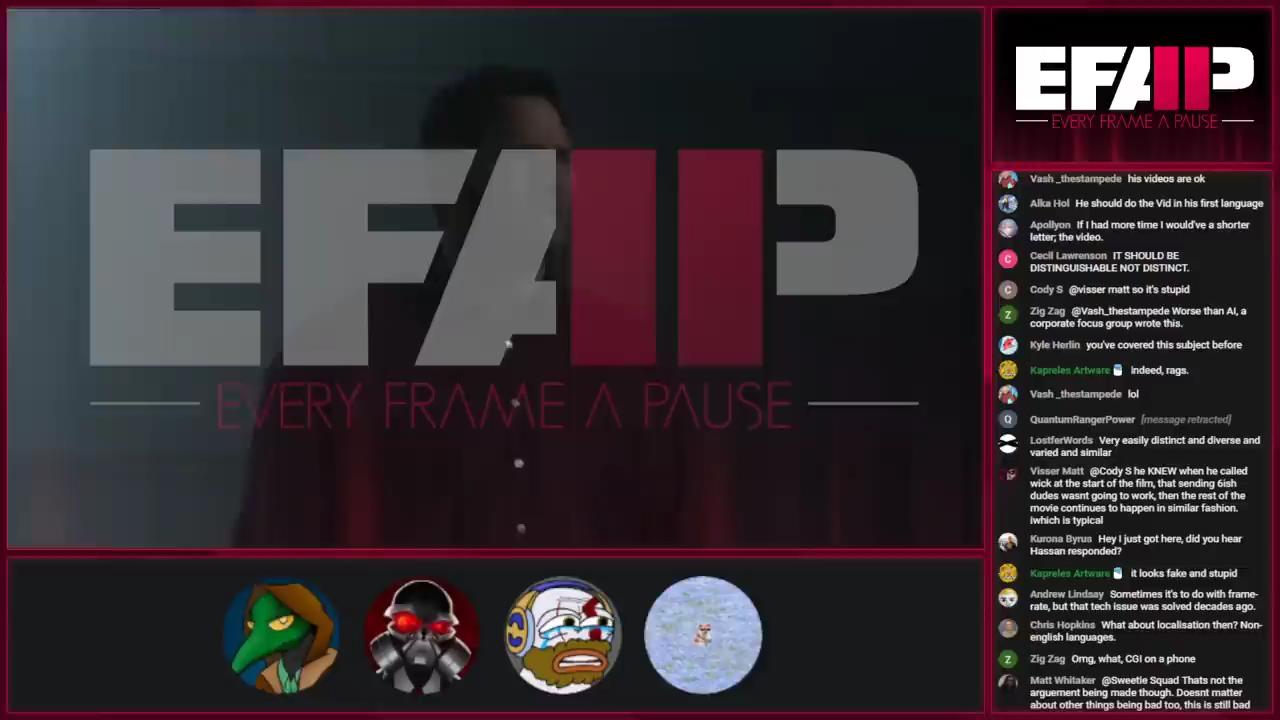 EFAP
EVERY FRAME A PAUSE
EFAP
EVERY FRAME A PAUSE
Vash _thestampede his videos are ok
Alka Hol He should do the Vid in his first language
Apollyon If I had more time I would've a shorter
letter; the video.
C
Cecil Lawrenson IT SHOULD BE
DISTINGUISHABLE NOT DISTINCT.
C
Cody S @visser matt so it's stupid
Z
Zig Zag @Vash_thestampede Worse than AI, a
corporate focus group wrote this.
Kyle Herlin you've covered this subject before
Kapreles Artware indeed, rags.
Vash _thestampede lol
Q
QuantumRangerPower [message retracted]
LostferWords Very easily distinct and diverse and
varied and similar
Visser Matt @Cody S he KNEW when he called
wick at the start of the film, that sending 6ish
dudes wasnt going to work, then the rest of the
movie continues to happen in similar fashion.
iwhich is typical
Kurona Byrus Hey I just got here, did you hear
Hassan responded?
Kapreles Artware it looks fake and stupid
Andrew Lindsay Sometimes it's to do with frame-
rate, but that tech issue was solved decades ago.
Chris Hopkins What about localisation then? Non-
english languages.
Z
Zig Zag Omg, what, CGI on a phone
Matt Whitaker @Sweetie Squad Thats not the
arguement being made though. Doesnt matter
about other things being bad too, this is still bad